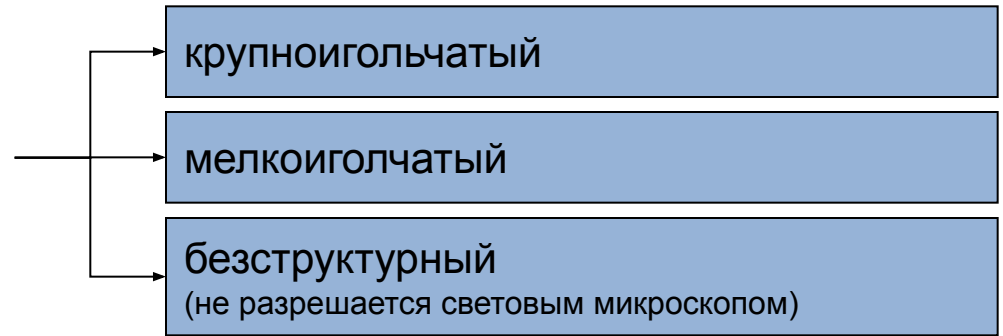 крупноигольчатый
мелкоиголчатый
безструктурный
(не разрешается световым микроскопом)